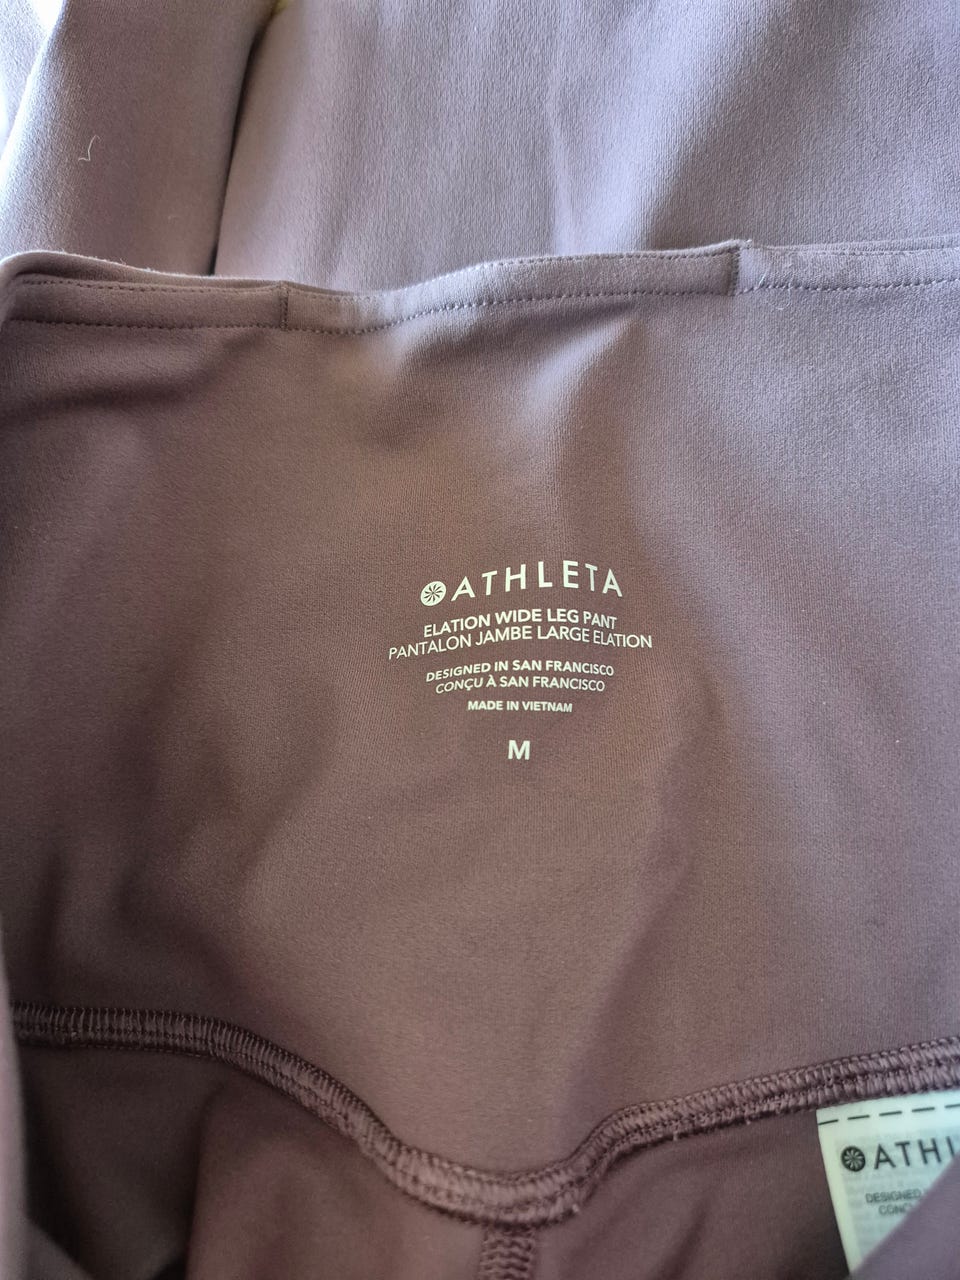 ATHLETA
ELATION WIDE LEG PANT
PANTALON JAMBE LARGE ELATION
DESIGNED IN SAN FRANCISCO
CONÇU À SAN FRANCISCO
MADE IN VIETNAM
M
ATHL
DESIGNED